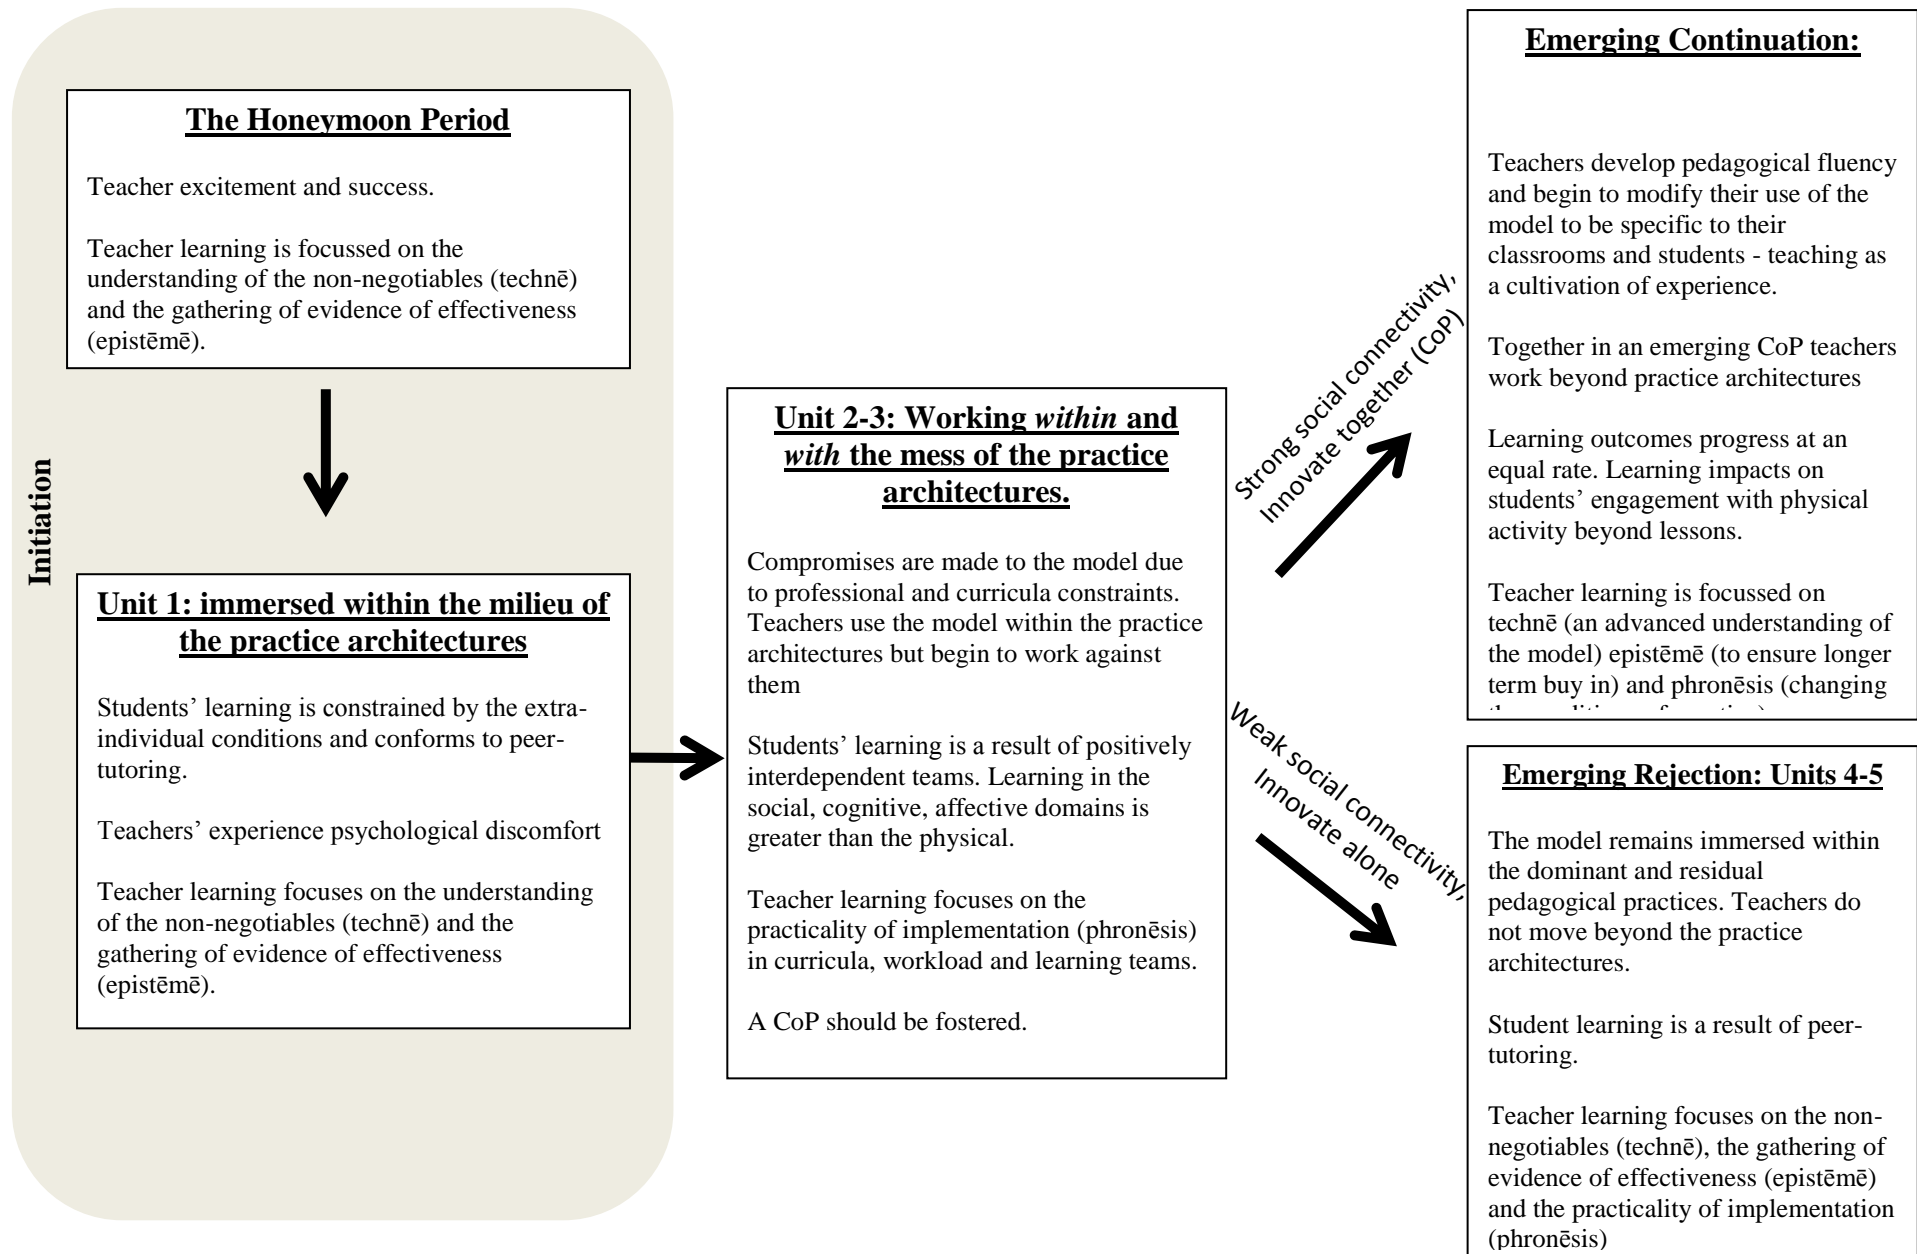 Initiation
The Honeymoon Period
Teacher excitement and success.
Teacher learning is focussed on the
understanding of the non-negotiables (technē)
and the gathering of evidence of effectiveness
(epistēmē).
Unit 1: immersed within the milieu of
the practice architectures
Students’ learning is constrained by the extra-
individual conditions and conforms to peer-
tutoring.
Teachers’ experience psychological discomfort
Teacher learning focuses on the understanding
of the non-negotiables (technē) and the
gathering of evidence of effectiveness
(epistēmē).
Unit 2-3: Working within and
with the mess of the practice
architectures.
Compromises are made to the model due
to professional and curricula constraints.
Teachers use the model within the practice
architectures but begin to work against
them
Students’ learning is a result of positively
interdependent teams. Learning in the
social, cognitive, affective domains is
greater than the physical.
Teacher learning focuses on the
practicality of implementation (phronēsis)
in curricula, workload and learning teams.
A CoP should be fostered.
Strong social connectivity,
Innovate together (CoP)
Weak social connectivity,
Innovate alone
Emerging Continuation:
Teachers develop pedagogical fluency
and begin to modify their use of the
model to be specific to their
classrooms and students - teaching as
a cultivation of experience.
Together in an emerging CoP teachers
work beyond practice architectures
Learning outcomes progress at an
equal rate. Learning impacts on
students’ engagement with physical
activity beyond lessons.
Teacher learning is focussed on
technē (an advanced understanding of
the model) epistēmē (to ensure longer
term buy in) and phronēsis (changing
Emerging Rejection: Units 4-5
The model remains immersed within
the dominant and residual
pedagogical practices. Teachers do
not move beyond the practice
architectures.
Student learning is a result of peer-
tutoring.
Teacher learning focuses on the non-
negotiables (technē), the gathering of
evidence of effectiveness (epistēmē)
and the practicality of implementation
(phronēsis)